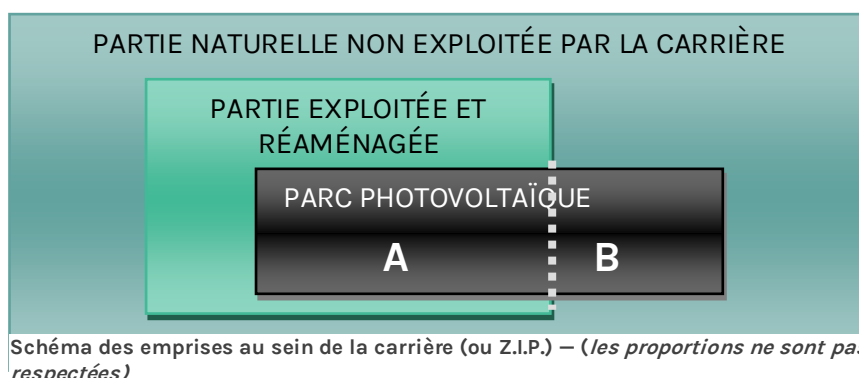 PARTIE NATURELLE NON EXPLOITÉE PAR LA CARRIÈRE
PARTIE EXPLOITÉE ET
RÉAMÉNAGÉE
PARC PHOTOVOLTAÏQUE
A
B
Schéma des emprises au sein de la carrière (ou Z.I.P.) – (les proportions ne sont pas
respectées)